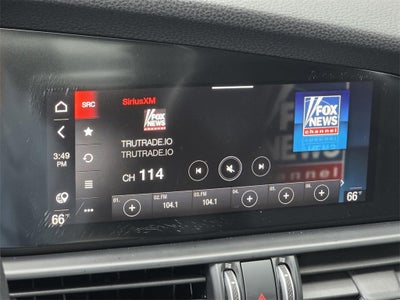 SRC
SiriusXM
FOX
NEWS
channel
FOX
NEWS
channel
TRUTRADE.IO
TRUTRADE.IO
CH 114
3:49
PM
01. 02.FM 03.FM 04. 05. 06.
104.1 104.1
66° 66°